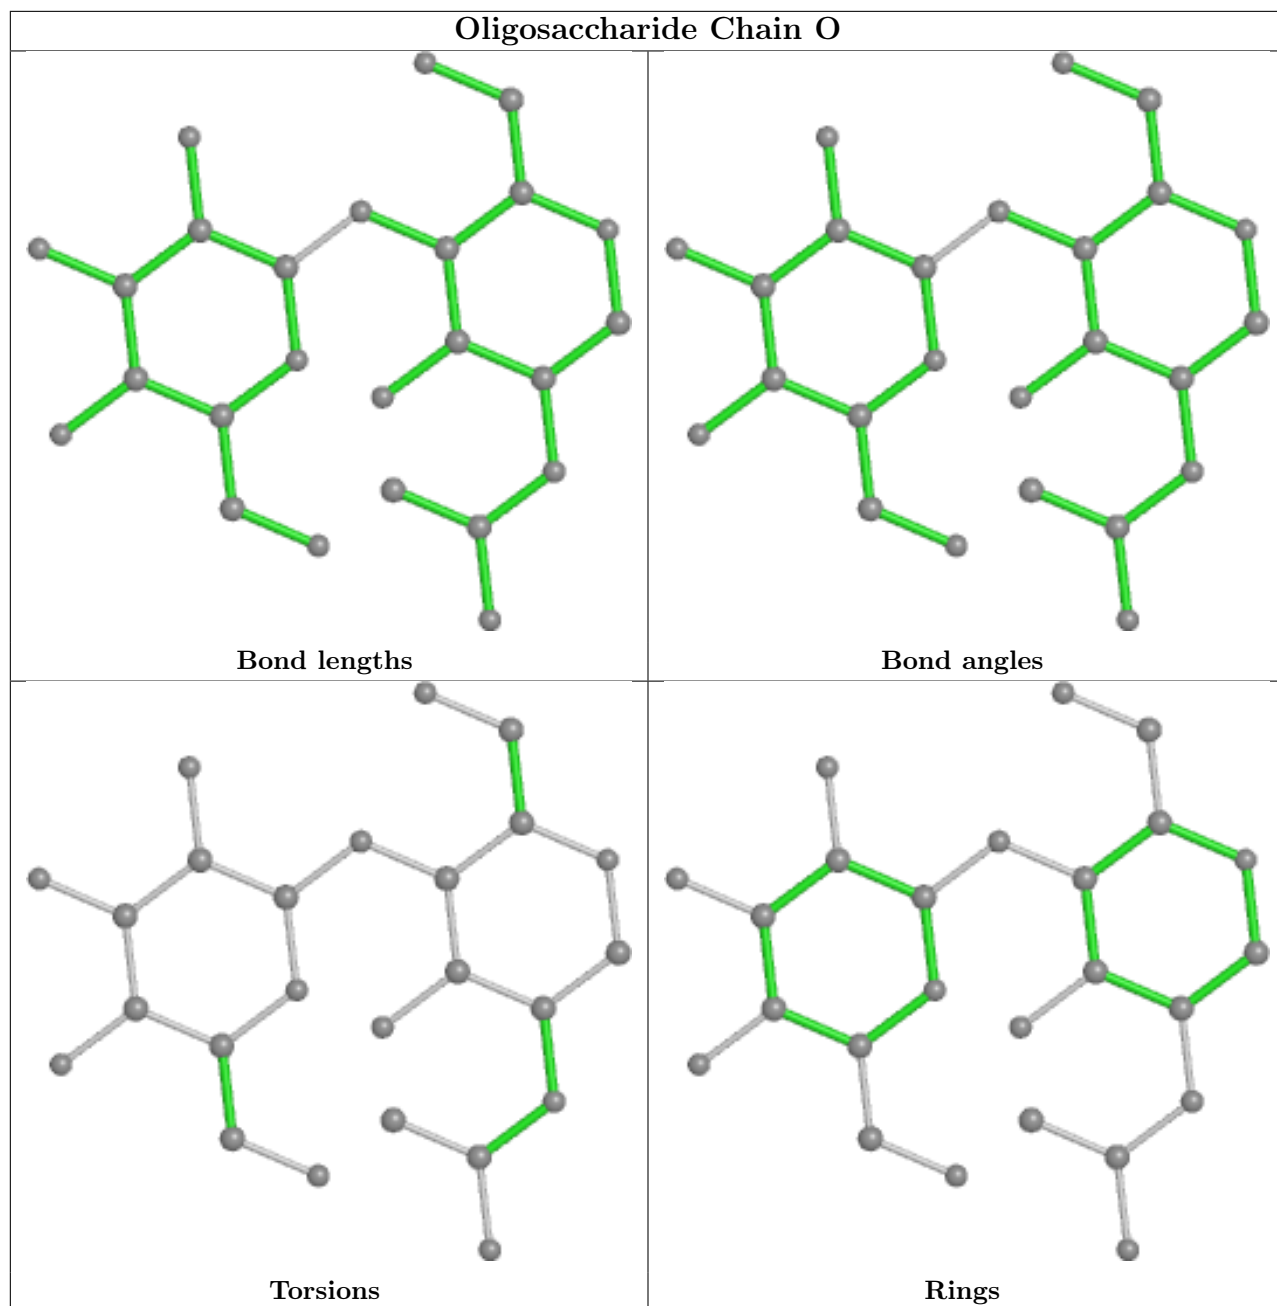 Oligosaccharide Chain O
Bond lengths
Bond angles
Torsions
Rings